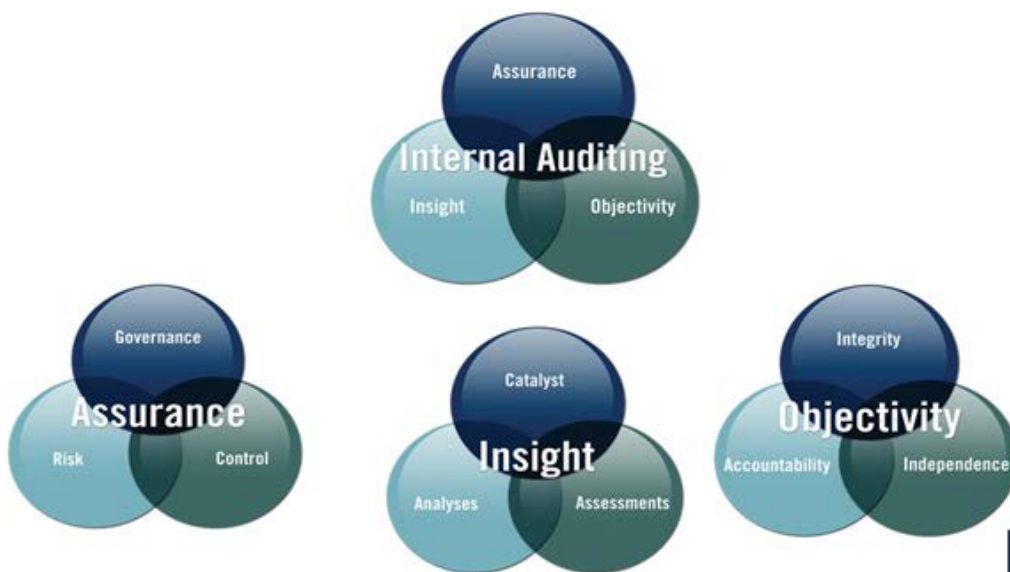 Assurance
Internal Auditing
Insight
Objectivity
Governance
Assurance
Risk
Control
Catalyst
Insight
Analyses
Assessments
Integrity
Objectivity
Accountability
Independence